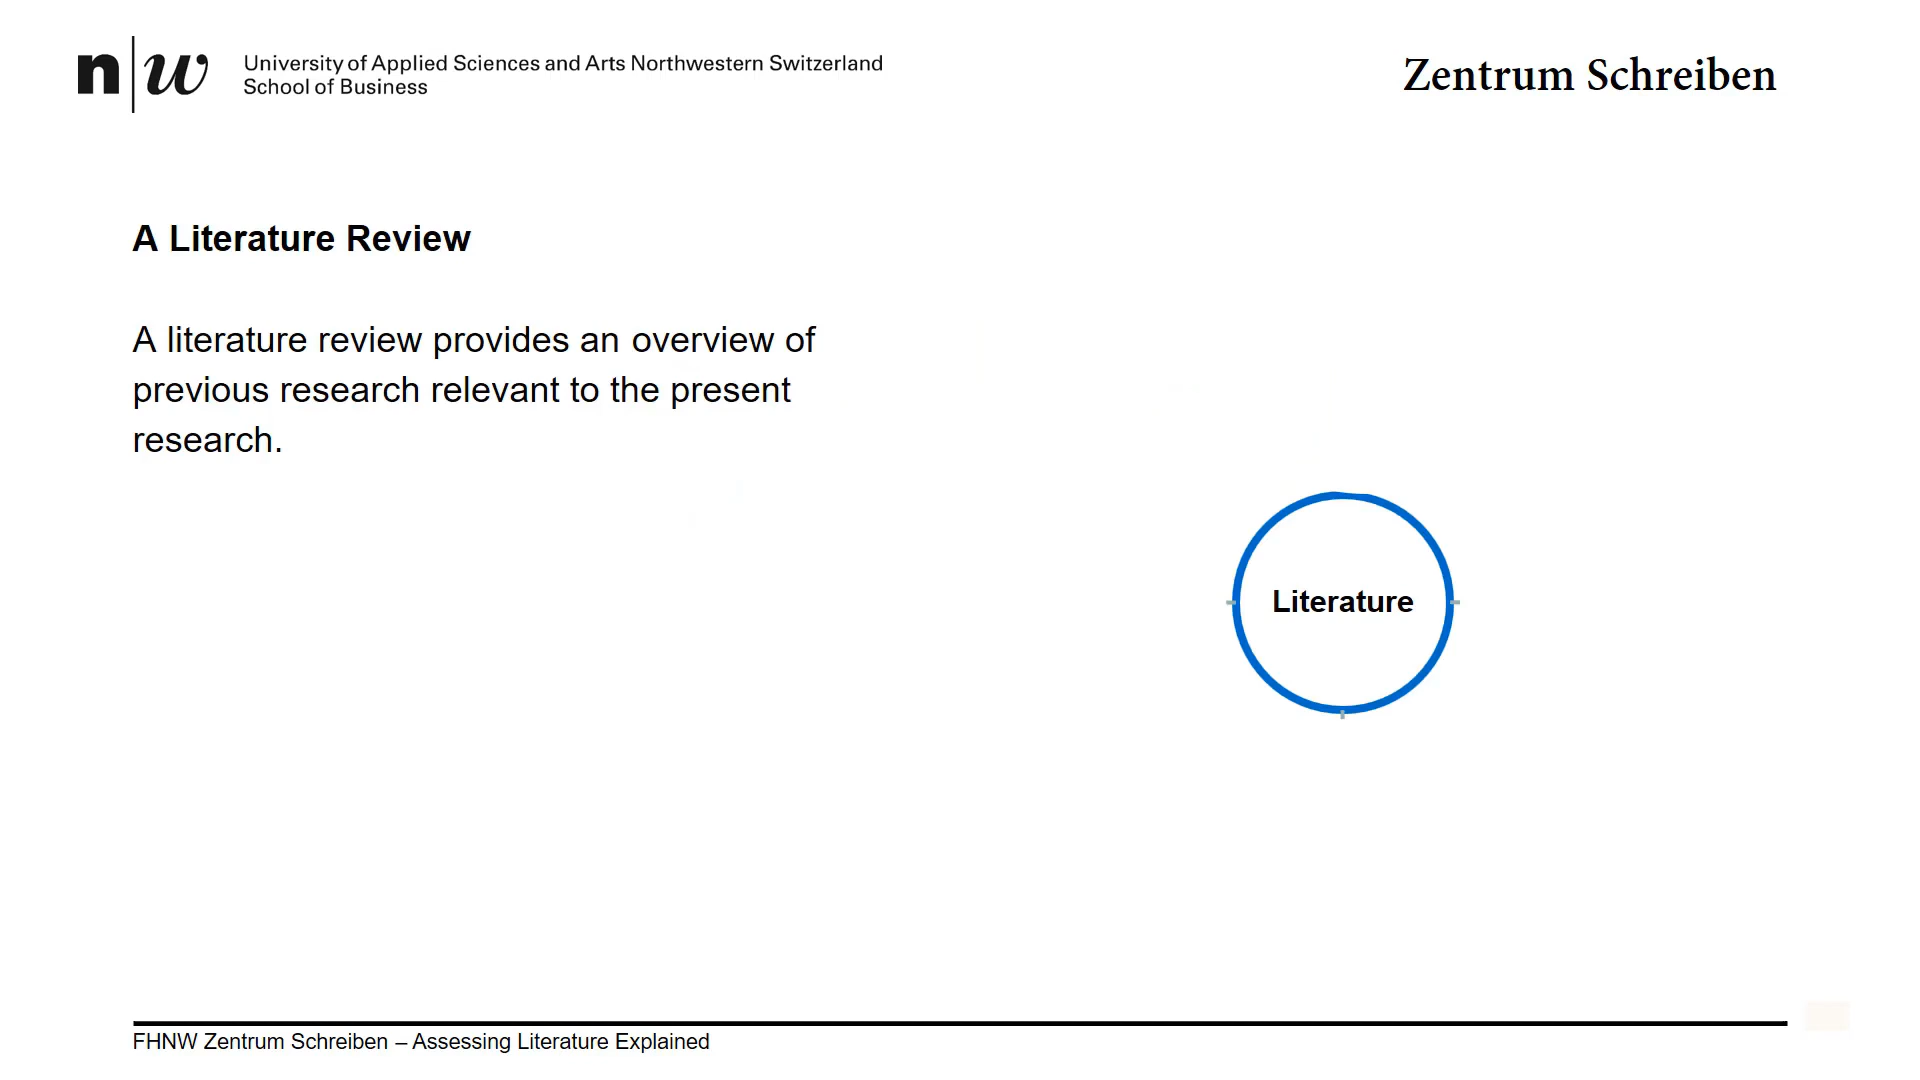 n|w University of Applied Sciences and Arts Northwestern Switzerland
School of Business
Zentrum Schreiben
A Literature Review
A literature review provides an overview of
previous research relevant to the present
research.
Literature
FHNW Zentrum Schreiben – Assessing Literature Explained